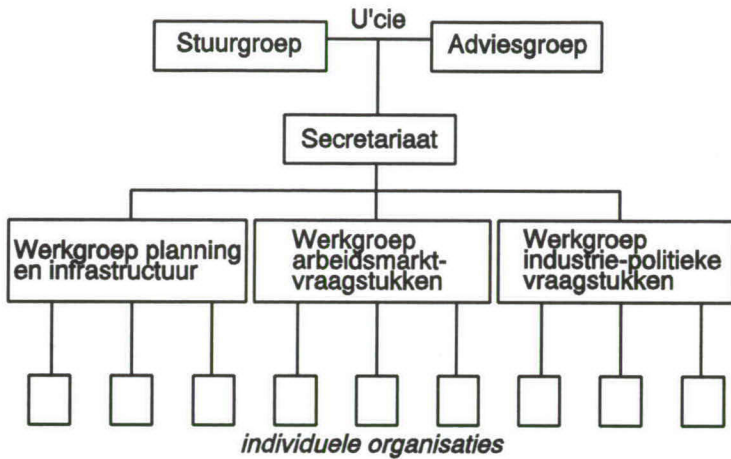 U'cie
Stuurgroep
Adviesgroep
Secretariaat
Werkgroep planning
en infrastructuur
Werkgroep
arbeidsmarkt-
vraagstukken
Werkgroep
industrie-politieke
vraagstukken
individuele organisaties